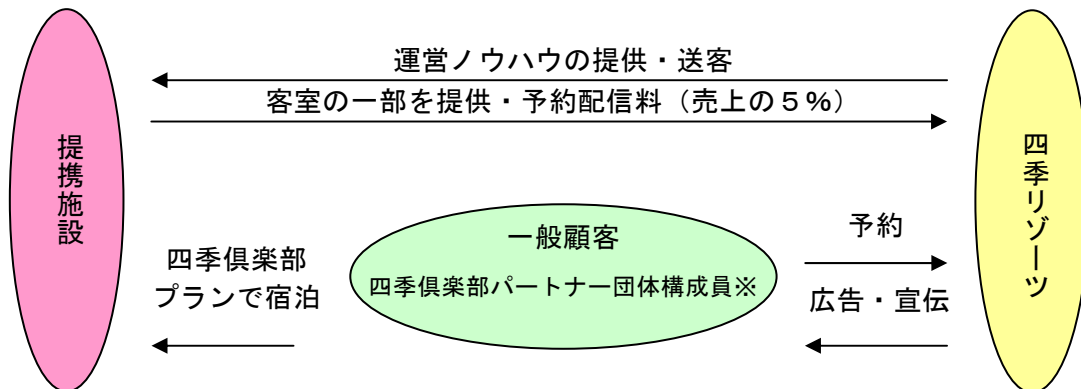 運営ノウハウの提供・送客
客室の一部を提供・予約配信料（売上の５%）
提携施設
四季リゾーツ
一般顧客
四季倶楽部パートナー団体構成員※
四季倶楽部
プランで宿泊
予約
広告・宣伝